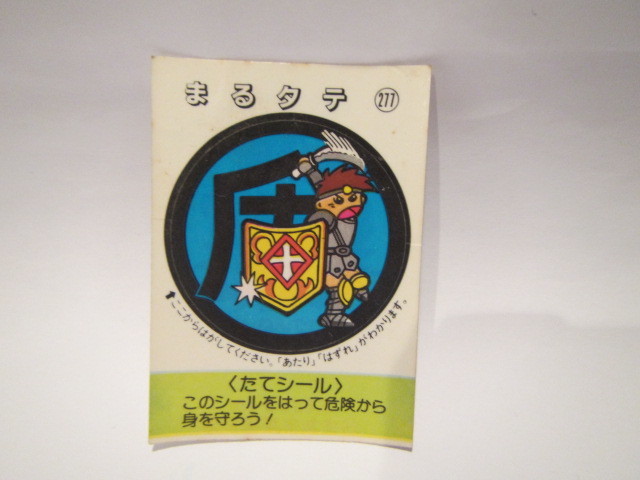 まるタテ 277
盾
↑ここからはがしてください。「あたり」「はずれ」がわかります。
〈たてシール〉
このシールをはって危険から
身を守ろう！